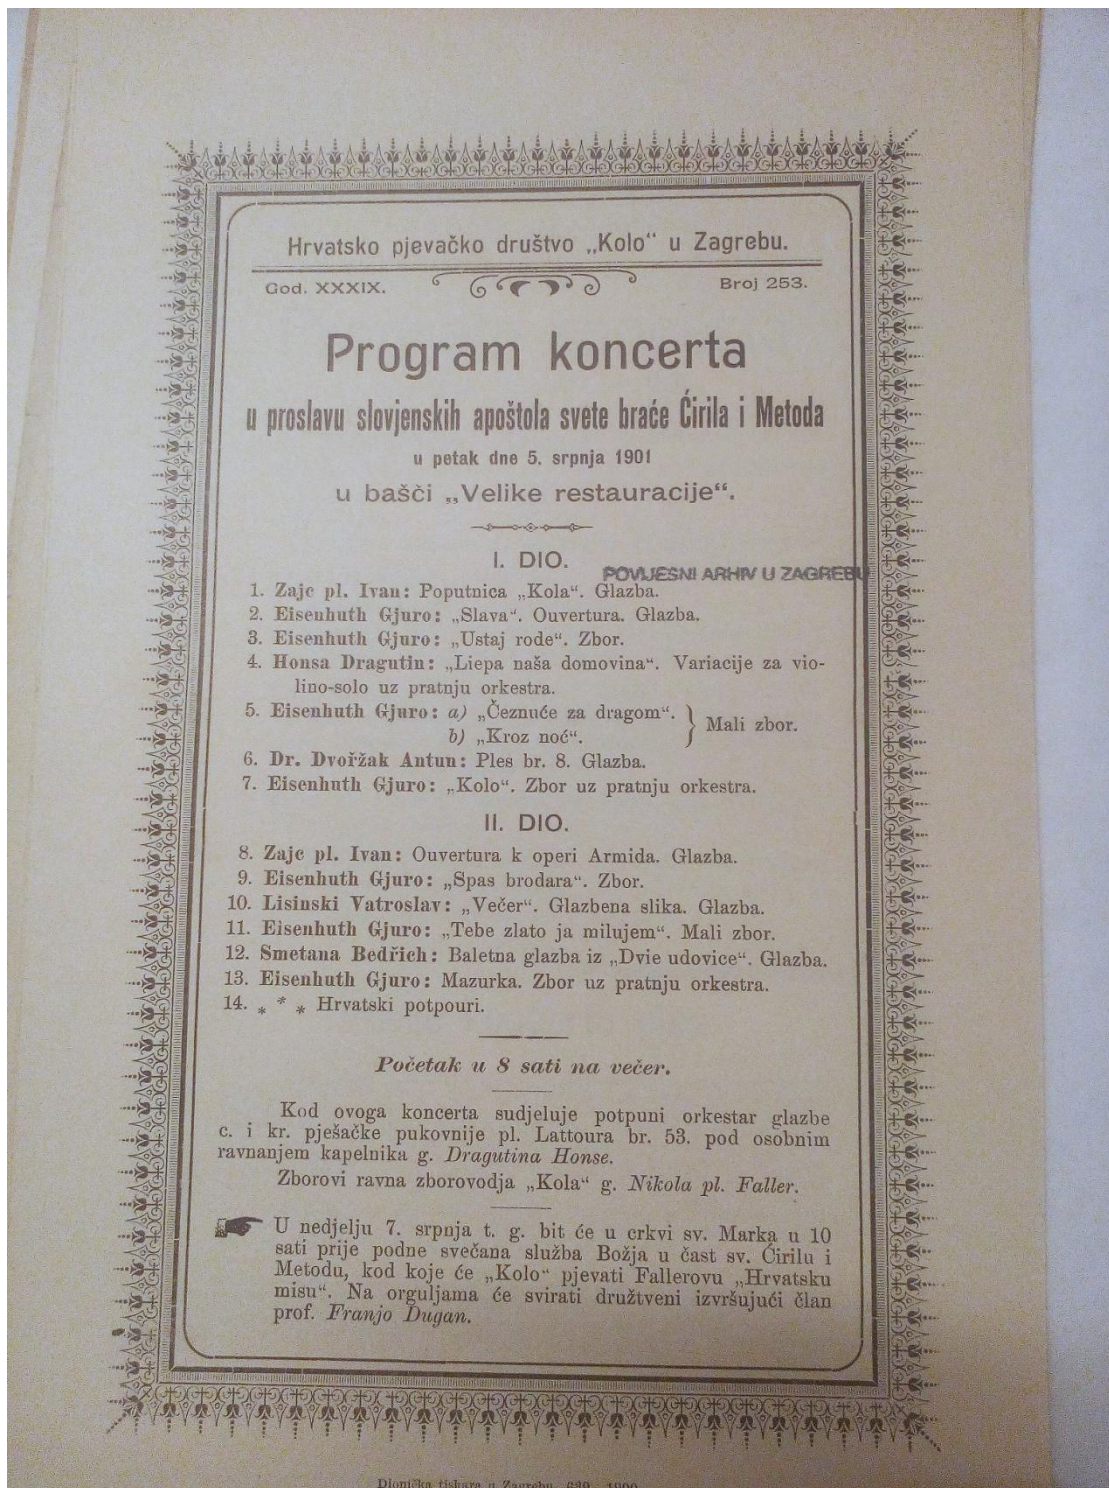 Hrvatsko pjevačko društvo „Kolo“ u Zagrebu.
God. XXXIX.
Broj 253.
Program koncerta
u proslavu slovjenskih apoštola svete braće Ćirila i Metoda
u petak dne 5. srpnja 1901
u bašči „Velike restauracije“.
I. DIO.
POVIJESNI ARHIV U ZAGREBU
1. Zajc pl. Ivan: Poputnica „Kola“. Glazba.
2. Eisenhuth Gjuro: „Slava“. Ouvertura. Glazba.
3. Eisenhuth Gjuro: „Ustaj rode“. Zbor.
4. Honsa Dragutin: „Liepa naša domovina“. Variacije za vio-
lino-solo uz pratnju orkestra.
5. Eisenhuth Gjuro: a) „Čeznuće za dragom“. } Mali zbor.
b) „Kroz noć“.
6. Dr. Dvořžak Antun: Ples br. 8. Glazba.
7. Eisenhuth Gjuro: „Kolo“. Zbor uz pratnju orkestra.
II. DIO.
8. Zajc pl. Ivan: Ouvertura k operi Armida. Glazba.
9. Eisenhuth Gjuro: „Spas brodara“. Zbor.
10. Lisinski Vatroslav: „Večer“. Glazbena slika. Glazba.
11. Eisenhuth Gjuro: „Tebe zlato ja milujem“. Mali zbor.
12. Smetana Bedřich: Baletna glazba iz „Dvie udovice“. Glazba.
13. Eisenhuth Gjuro: Mazurka. Zbor uz pratnju orkestra.
14. * * * Hrvatski potpouri.
Početak u 8 sati na večer.
Kod ovoga koncerta sudjeluje potpuni orkestar glazbe
c. i kr. pješačke pukovnije pl. Lattoura br. 53. pod osobnim
ravnanjem kapelnika g. Dragutina Honse.
Zborovi ravna zborovodja „Kola“ g. Nikola pl. Faller.
U nedjelju 7. srpnja t. g. bit će u crkvi sv. Marka u 10
sati prije podne svečana služba Božja u čast sv. Ćirilu i
Metodu, kod koje će „Kolo“ pjevati Fallerovu „Hrvatsku
misu“. Na orguljama će svirati družtveni izvršujući član
prof. Franjo Dugan.
Dionička tiskara u Zagrebu.